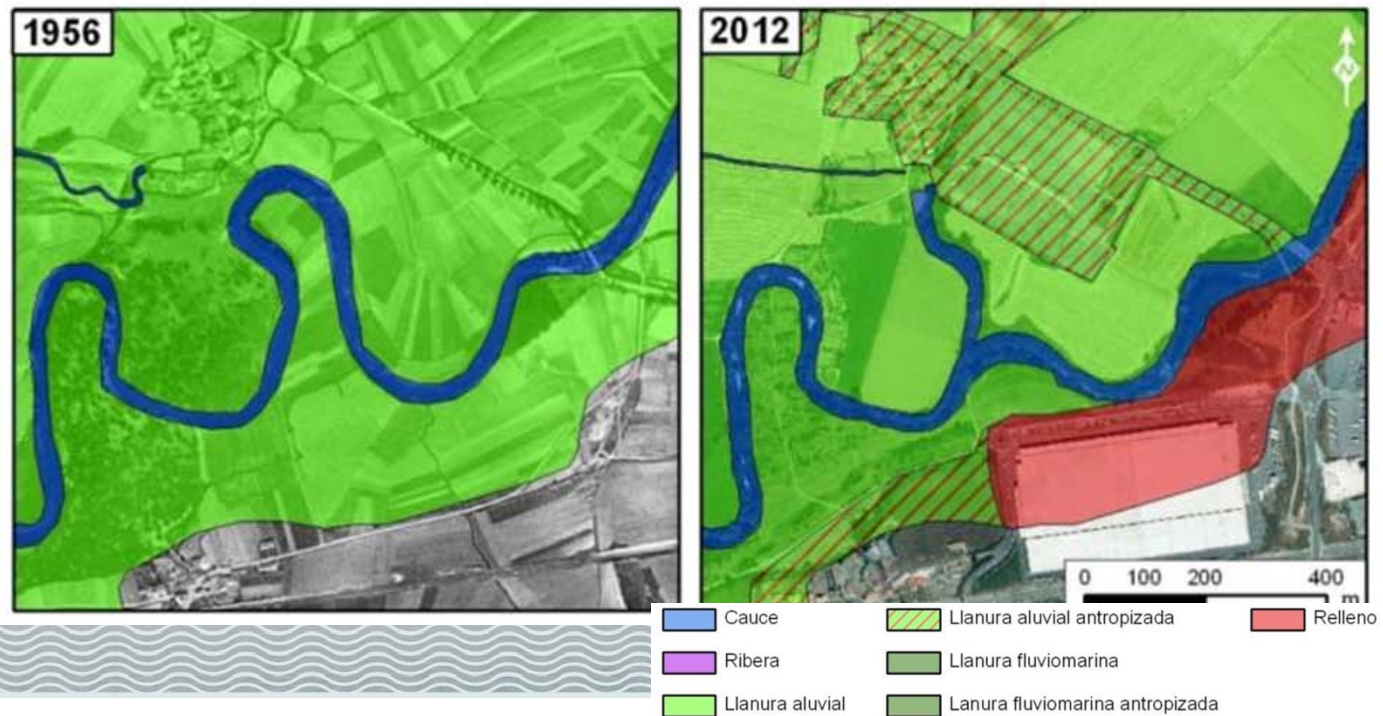 1956
2012
N
0 100 200 400
m
Cauce
Ribera
Llanura aluvial
Llanura aluvial antropizada
Llanura fluviomarina
Lanura fluviomarina antropizada
Relleno